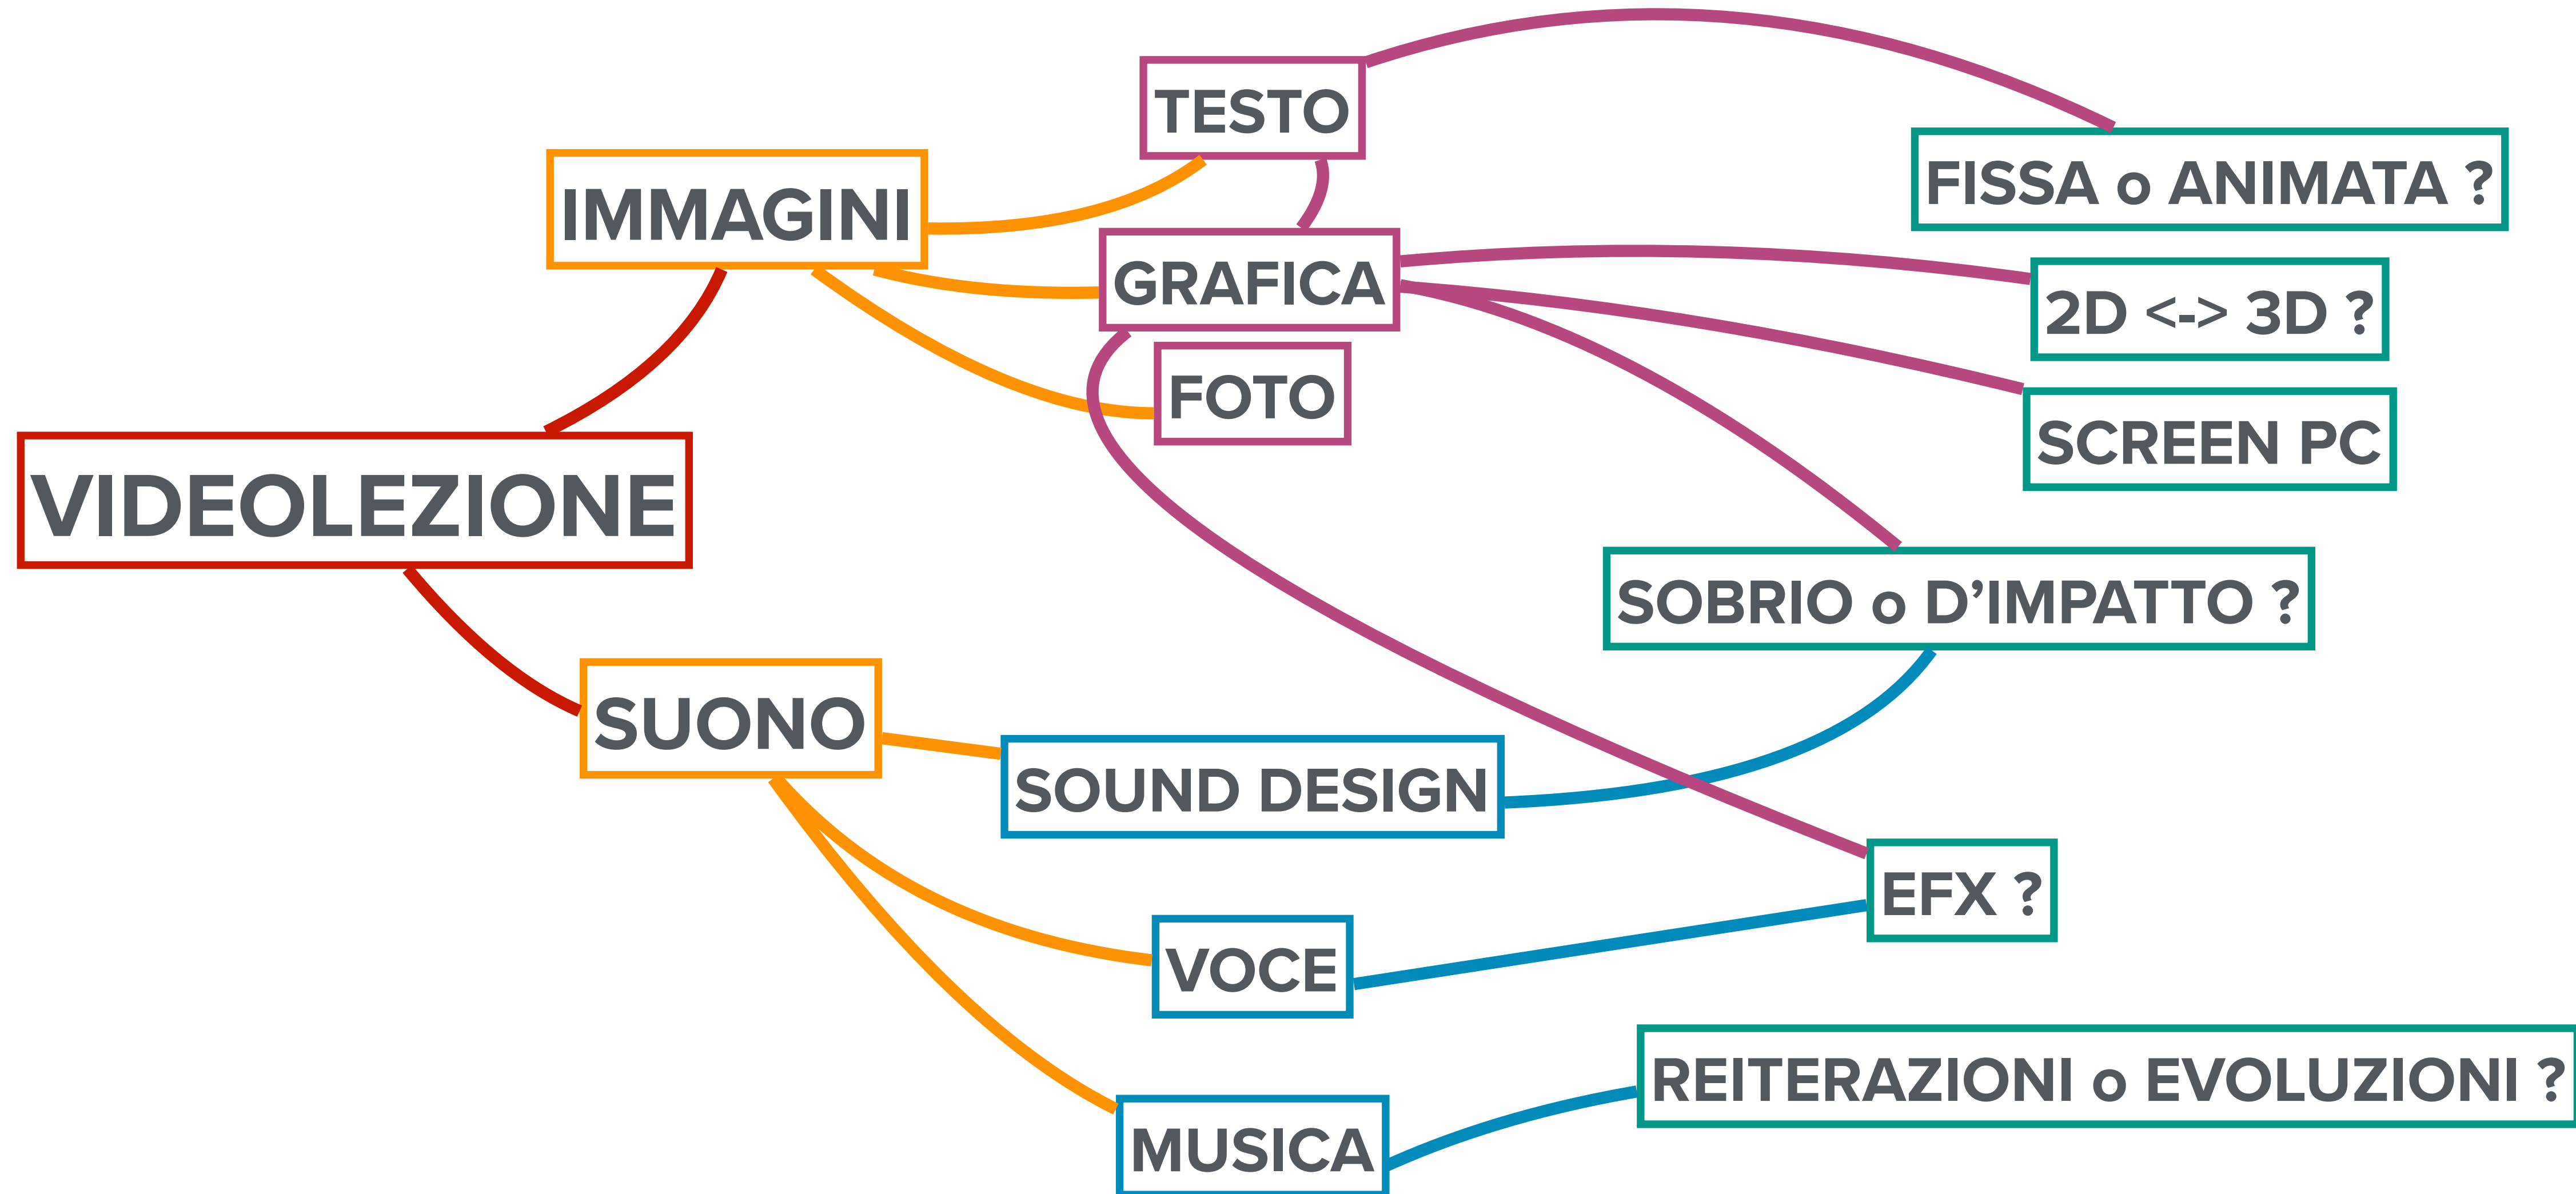 TESTO
FISSA o ANIMATA ?
IMMAGINI
GRAFICA
2D <-> 3D ?
FOTO
SCREEN PC
VIDEOLEZIONE
SOBRIO o D’IMPATTO ?
SUONO
SOUND DESIGN
EFX ?
VOCE
REITERAZIONI o EVOLUZIONI ?
MUSICA